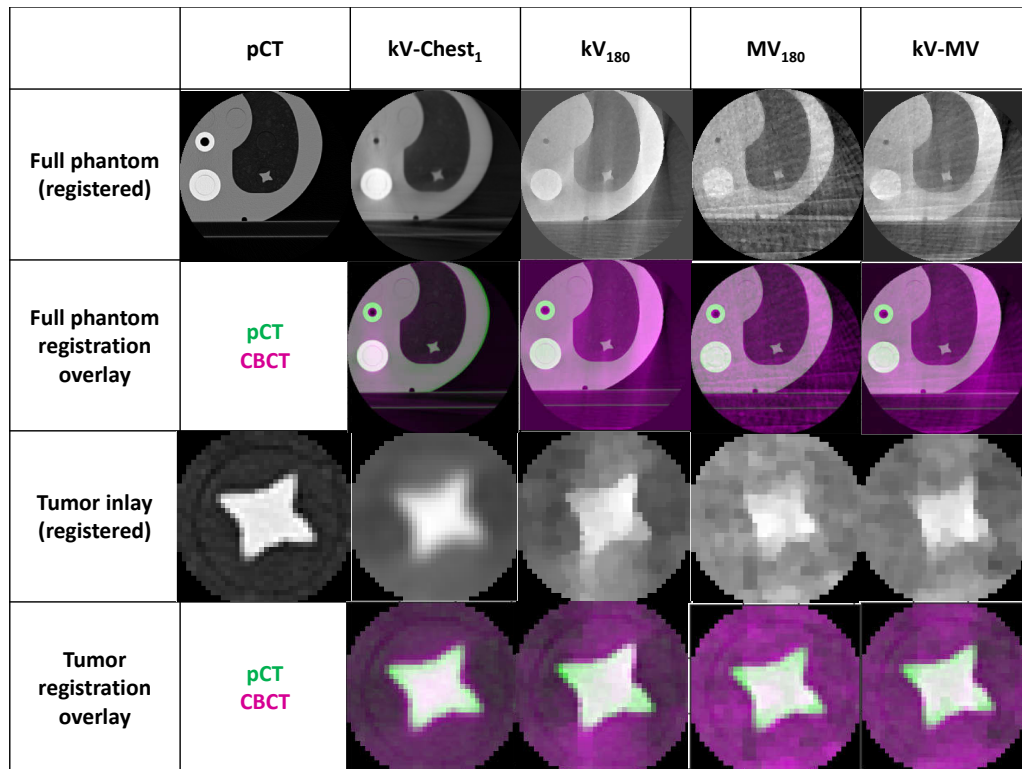 pCT
kV-Chest₁
kV₁₈₀
MV₁₈₀
kV-MV
Full phantom
(registered)
Full phantom
registration
overlay
pCT
CBCT
Tumor inlay
(registered)
Tumor
registration
overlay
pCT
CBCT